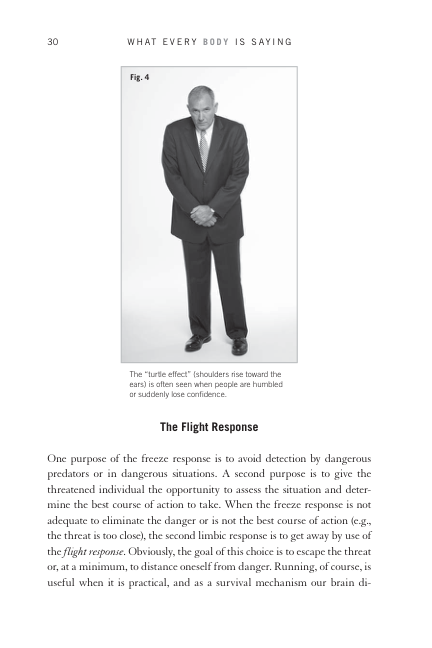 30
WHAT EVERY BODY IS SAYING
Fig. 4
The “turtle effect” (shoulders rise toward the
ears) is often seen when people are humbled
or suddenly lose confidence.
The Flight Response
One purpose of the freeze response is to avoid detection by dangerous
predators or in dangerous situations. A second purpose is to give the
threatened individual the opportunity to assess the situation and deter-
mine the best course of action to take. When the freeze response is not
adequate to eliminate the danger or is not the best course of action (e.g.,
the threat is too close), the second limbic response is to get away by use of
the flight response. Obviously, the goal of this choice is to escape the threat
or, at a minimum, to distance oneself from danger. Running, of course, is
useful when it is practical, and as a survival mechanism our brain di-